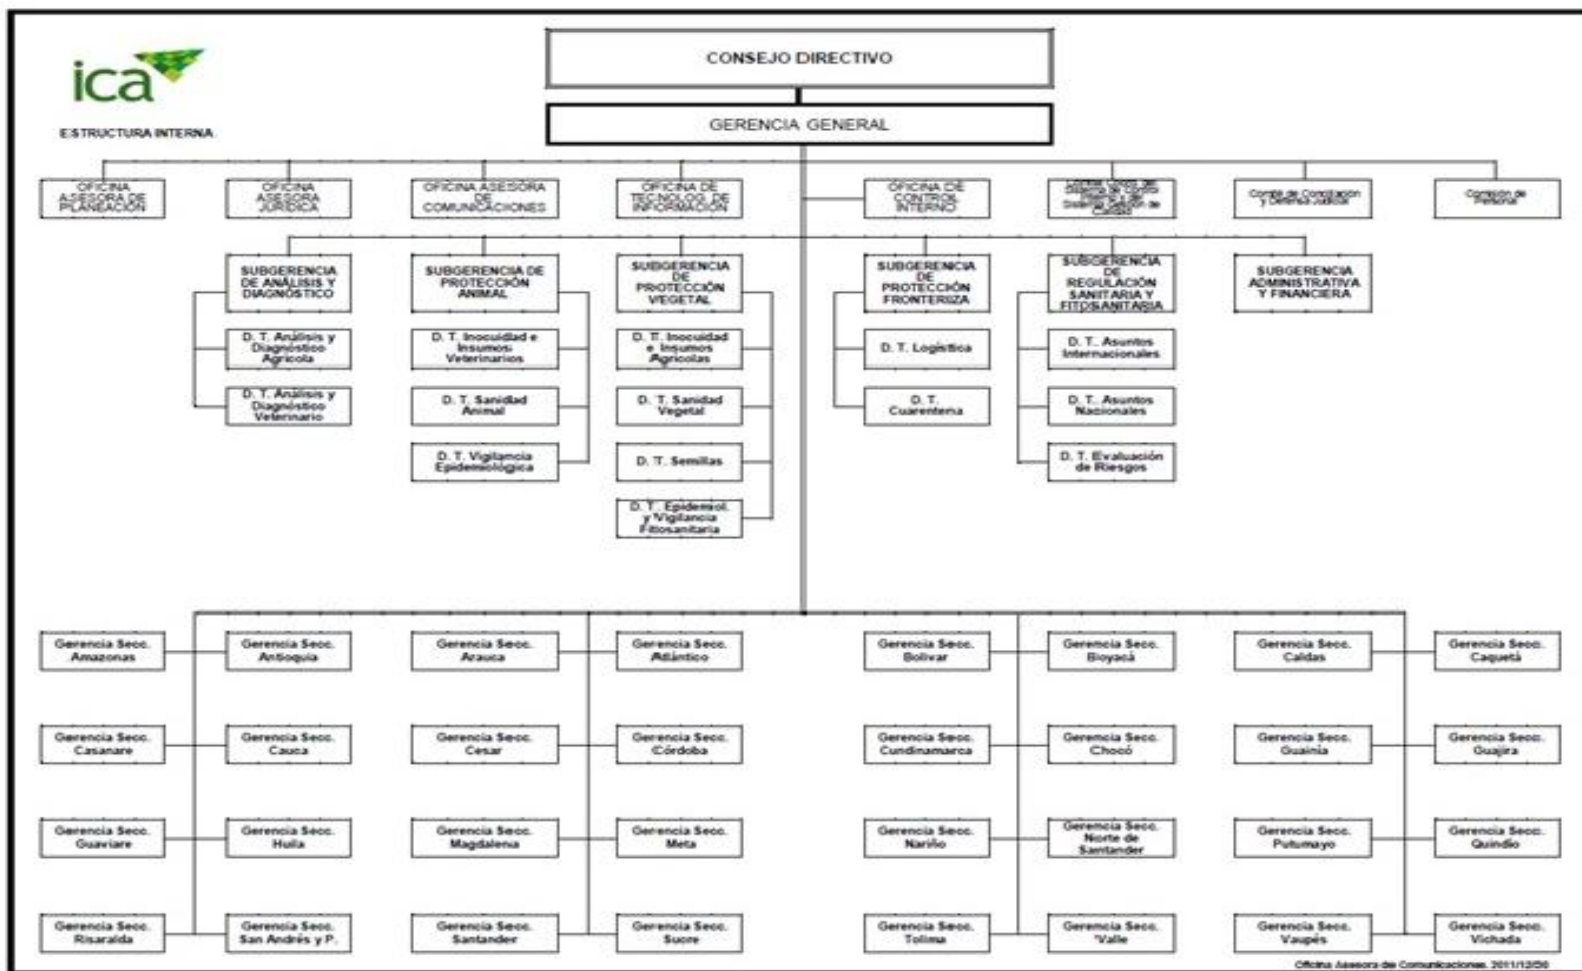 ica
ESTRUCTURA INTERNA
CONSEJO DIRECTIVO
GERENCIA GENERAL
OFICINA
ASESORA DE
PLANEACIÓN
OFICINA
ASESORA
JURÍDICA
OFICINA ASESORA
DE
COMUNICACIONES
OFICINA DE
TECNOLOG. DE
INFORMACIÓN
OFICINA DE
CONTROL
INTERNO
Sistema de Control
Calidad
Comité de Conciliación
y Defensa Judicial
Comisión de
Personal
SUBGERENCIA
DE ANÁLISIS Y
DIAGNÓSTICO
SUBGERENCIA DE
PROTECCIÓN
ANIMAL
SUBGERENCIA
DE
PROTECCIÓN
VEGETAL
SUBGERENCIA
DE
PROTECCIÓN
FRONTERIZA
SUBGERENCIA
DE
REGULACIÓN
SANITARIA Y
FITOSANITARIA
SUBGERENCIA
ADMINISTRATIVA
Y FINANCIERA
D. T. Análisis y
Diagnóstico
Agrícola
D. T. Inocuidad e
Insumos
Veterinarios
D. T. Inocuidad
e Insumos
Agrícolas
D. T. Logística
D. T. Asuntos
Internacionales
D. T. Análisis y
Diagnóstico
Veterinario
D. T. Sanidad
Animal
D. T. Sanidad
Vegetal
D. T.
Cuarentena
D. T. Asuntos
Nacionales
D. T. Vigilancia
Epidemiológica
D. T. Semillas
D. T. Evaluación
de Riesgos
D. T. Epidemiol.
y Vigilancia
Fitosanitaria
Gerencia Secc.
Amazonas
Gerencia Secc.
Antioquia
Gerencia Secc.
Arauca
Gerencia Secc.
Atlántico
Gerencia Secc.
Bolívar
Gerencia Secc.
Boyacá
Gerencia Secc.
Caldas
Gerencia Secc.
Caquetá
Gerencia Secc.
Casanare
Gerencia Secc.
Cauca
Gerencia Secc.
Cesar
Gerencia Secc.
Córdoba
Gerencia Secc.
Cundinamarca
Gerencia Secc.
Chocó
Gerencia Secc.
Guainía
Gerencia Secc.
Guajira
Gerencia Secc.
Guaviare
Gerencia Secc.
Huila
Gerencia Secc.
Magdalena
Gerencia Secc.
Meta
Gerencia Secc.
Nariño
Gerencia Secc.
Norte de
Santander
Gerencia Secc.
Putumayo
Gerencia Secc.
Quindío
Gerencia Secc.
Risaralda
Gerencia Secc.
San Andrés y P.
Gerencia Secc.
Santander
Gerencia Secc.
Sucre
Gerencia Secc.
Tolima
Gerencia Secc.
Valle
Gerencia Secc.
Vaupés
Gerencia Secc.
Vichada
Oficina Asesora de Comunicaciones. 2011/12/30